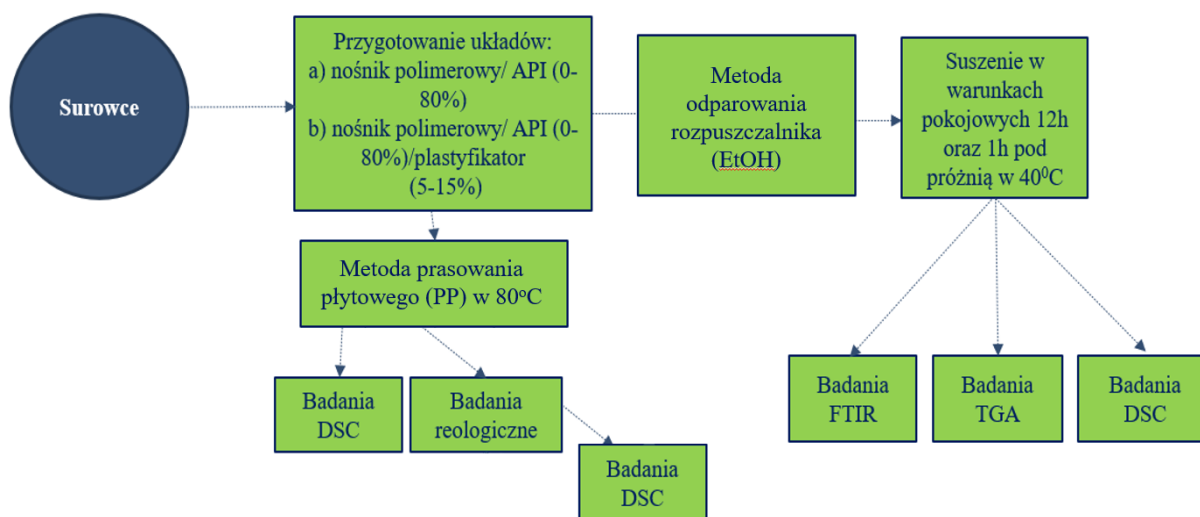 Surowce
Przygotowanie układów:
a) nośnik polimerowy/ API (0-
80%)
b) nośnik polimerowy/ API (0-
80%)/plastyfikator
(5-15%)
Metoda
odparowania
rozpuszczalnika
(EtOH)
Suszenie w
warunkach
pokojowych 12h
oraz 1h pod
próżnią w 40⁰C
Metoda prasowania
płytowego (PP) w 80°C
Badania
DSC
Badania
reologiczne
Badania
DSC
Badania
FTIR
Badania
TGA
Badania
DSC